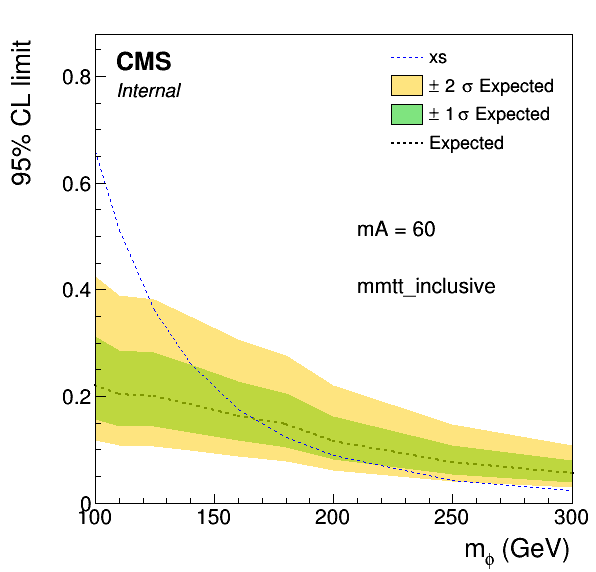 CMS
Internal
xs
± 2 σ Expected
± 1 σ Expected
Expected
mA = 60
mmtt_inclusive
95% CL limit
0.8
0.6
0.4
0.2
0
100 150 200 250 300
m_ϕ (GeV)